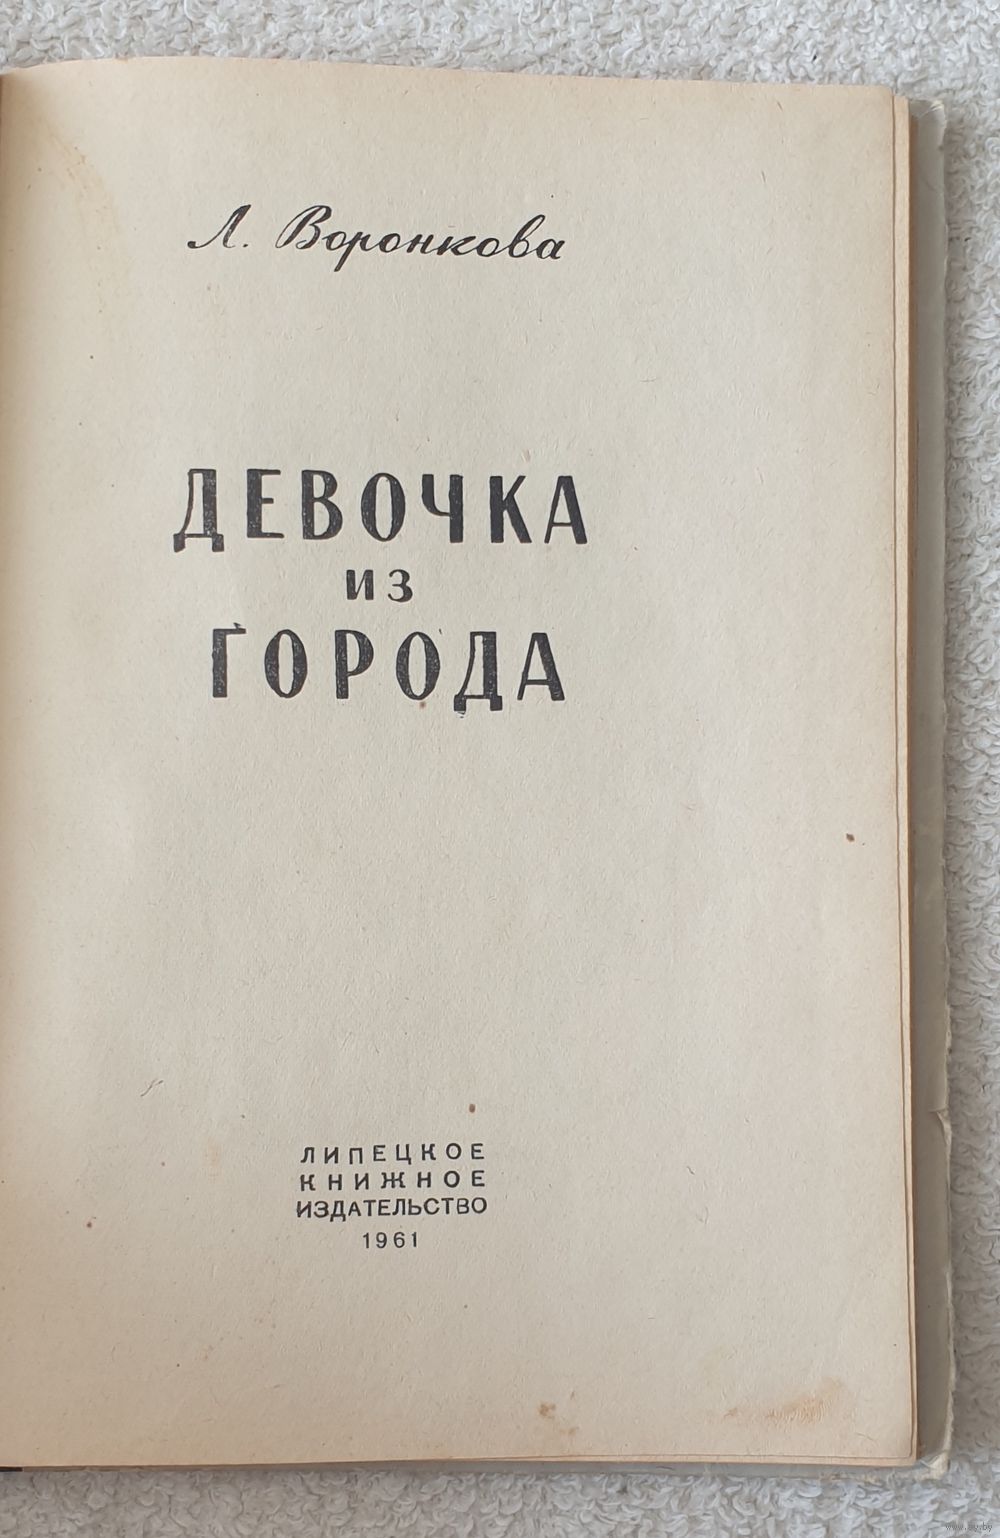 Л. Воронкова
ДЕВОЧКА
ИЗ
ГОРОДА
ЛИПЕЦКОЕ
КНИЖНОЕ
ИЗДАТЕЛЬСТВО
1961